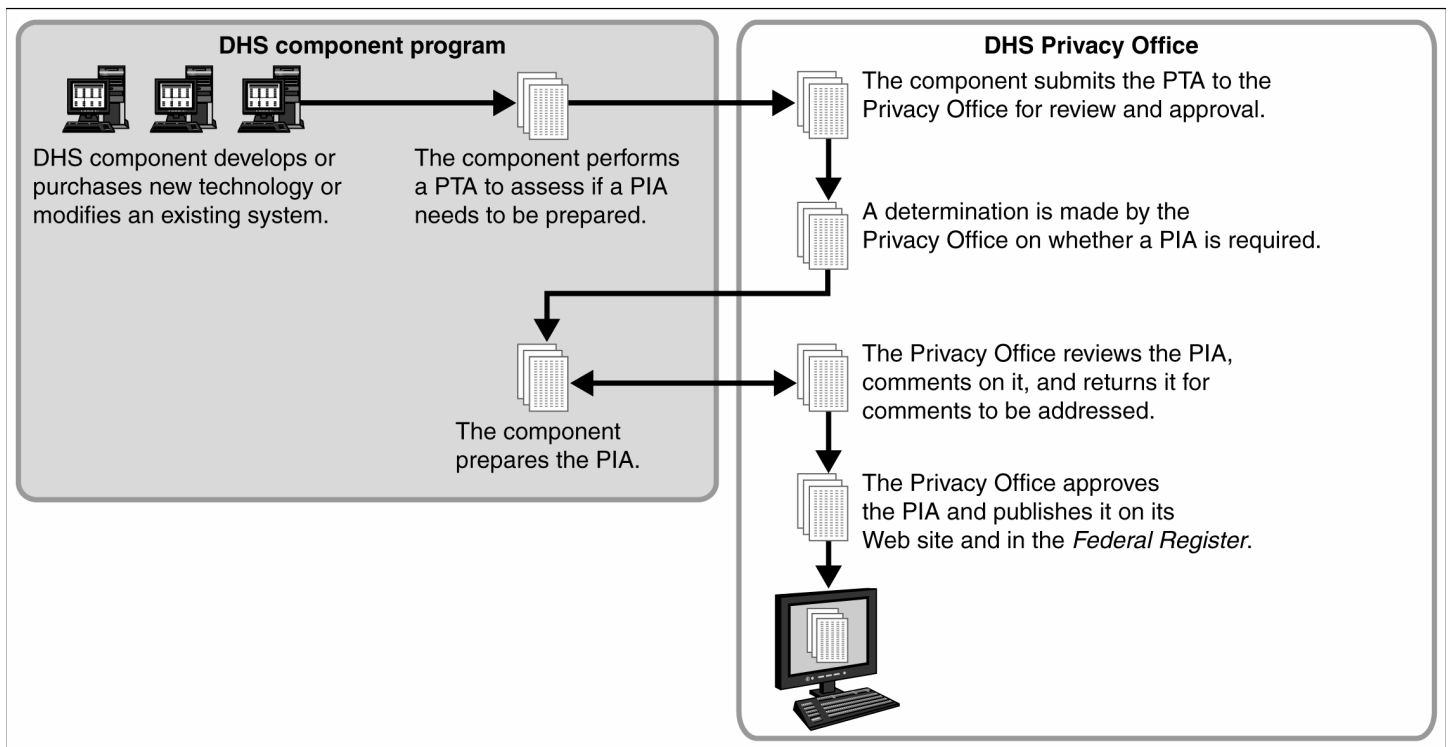 DHS component program
DHS component develops or
purchases new technology or
modifies an existing system.
The component performs
a PTA to assess if a PIA
needs to be prepared.
The component
prepares the PIA.
DHS Privacy Office
The component submits the PTA to the
Privacy Office for review and approval.
A determination is made by the
Privacy Office on whether a PIA is required.
The Privacy Office reviews the PIA,
comments on it, and returns it for
comments to be addressed.
The Privacy Office approves
the PIA and publishes it on its
Web site and in the Federal Register.